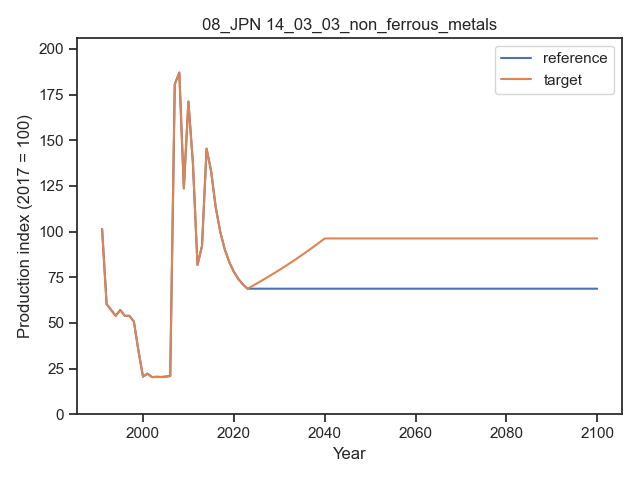 08_JPN 14_03_03_non_ferrous_metals
reference
target
Production index (2017 = 100)
200
175
150
125
100
75
50
25
0
2000 2020 2040 2060 2080 2100
Year